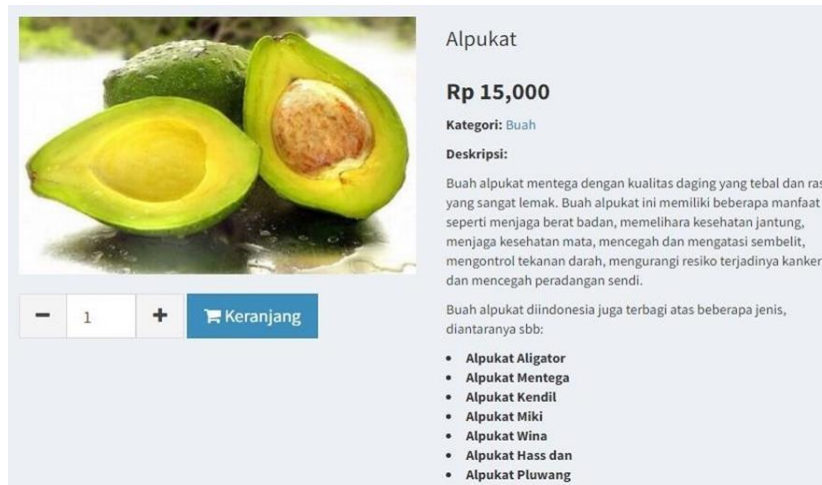 Alpukat
Rp 15,000
Kategori: Buah
Deskripsi:
Buah alpukat mentega dengan kualitas daging yang tebal dan
yang sangat lemak. Buah alpukat ini memiliki beberapa manfaat
seperti menjaga berat badan, memelihara kesehatan jantung,
menjaga kesehatan mata, mencegah dan mengatasi sembelit,
mengontrol tekanan darah, mengurangi resiko terjadinya kanker
dan mencegah peradangan sendi.
Buah alpukat diindonesia juga terbagi atas beberapa jenis,
diantaranya sbb:
• Alpukat Aligator
• Alpukat Mentega
• Alpukat Kendil
• Alpukat Miki
• Alpukat Wina
• Alpukat Hass dan
• Alpukat Pluwang
1
Keranjang